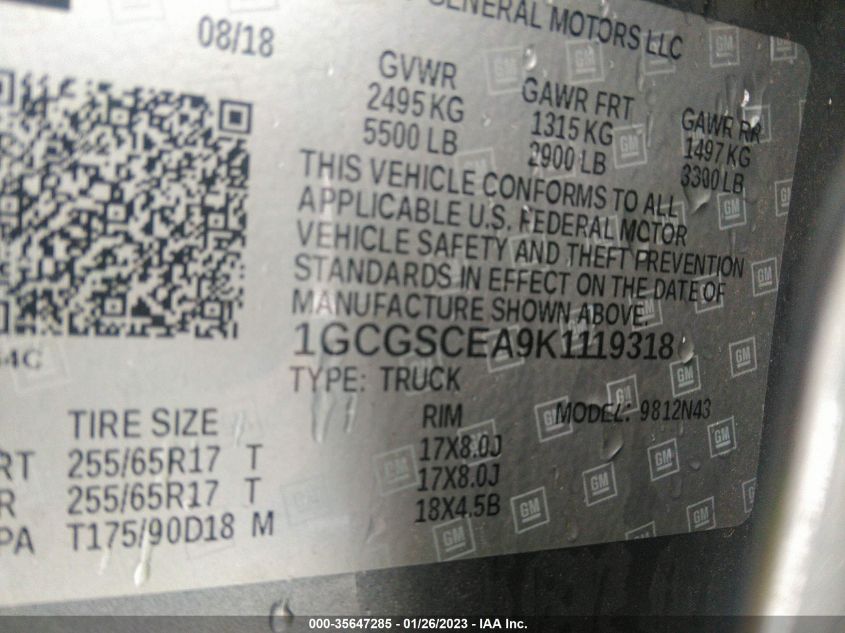 GENERAL MOTORS LLC
08/18
GVWR
2495 KG
5500 LB
GAWR FRT
1315 KG
2900 LB
GAWR RR
1497 KG
3300 LB
THIS VEHICLE CONFORMS TO ALL
APPLICABLE U.S. FEDERAL MOTOR
VEHICLE SAFETY AND THEFT PREVENTION
STANDARDS IN EFFECT ON THE DATE OF
MANUFACTURE SHOWN ABOVE.
1GCGSCEA9K1119318
TYPE: TRUCK
MODEL: 9812N43
TIRE SIZE RIM
RT 255/65R17 T 17X8.0J
R 255/65R17 T 17X8.0J
PA T175/90D18 M 18X4.5B
GM
000-35647285 - 01/26/2023 - IAA Inc.